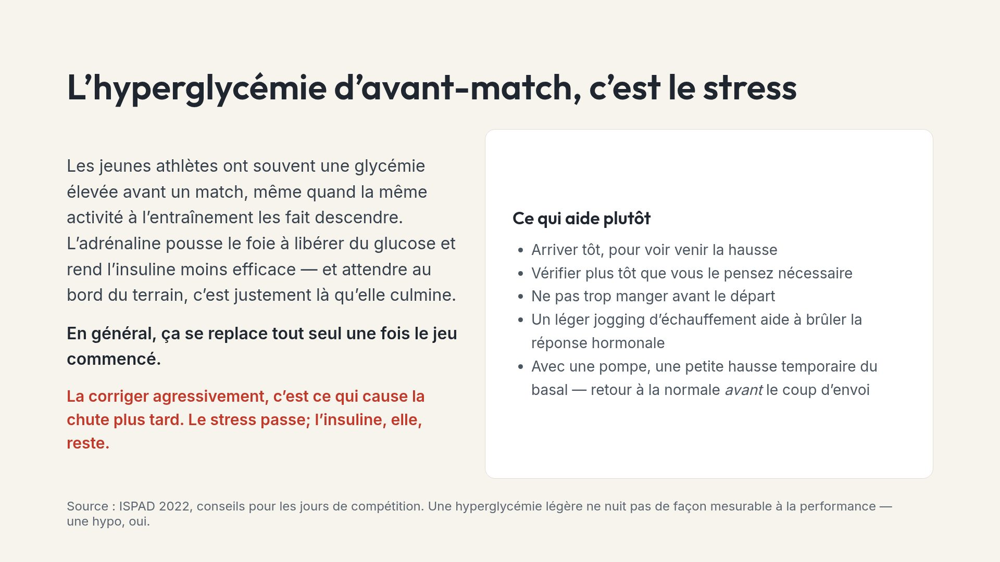 L’hyperglycémie d’avant-match, c’est le stress
Les jeunes athlètes ont souvent une glycémie
élevée avant un match, même quand la même
activité à l’entraînement les fait descendre.
L’adrénaline pousse le foie à libérer du glucose et
rend l’insuline moins efficace — et attendre au
bord du terrain, c’est justement là qu’elle culmine.
En général, ça se replace tout seul une fois le jeu
commencé.
La corriger agressivement, c’est ce qui cause la
chute plus tard. Le stress passe; l’insuline, elle,
reste.
Ce qui aide plutôt
• Arriver tôt, pour voir venir la hausse
• Vérifier plus tôt que vous le pensez nécessaire
• Ne pas trop manger avant le départ
• Un léger jogging d’échauffement aide à brûler la
réponse hormonale
• Avec une pompe, une petite hausse temporaire du
basal — retour à la normale avant le coup d’envoi
Source : ISPAD 2022, conseils pour les jours de compétition. Une hyperglycémie légère ne nuit pas de façon mesurable à la performance —
une hypo, oui.